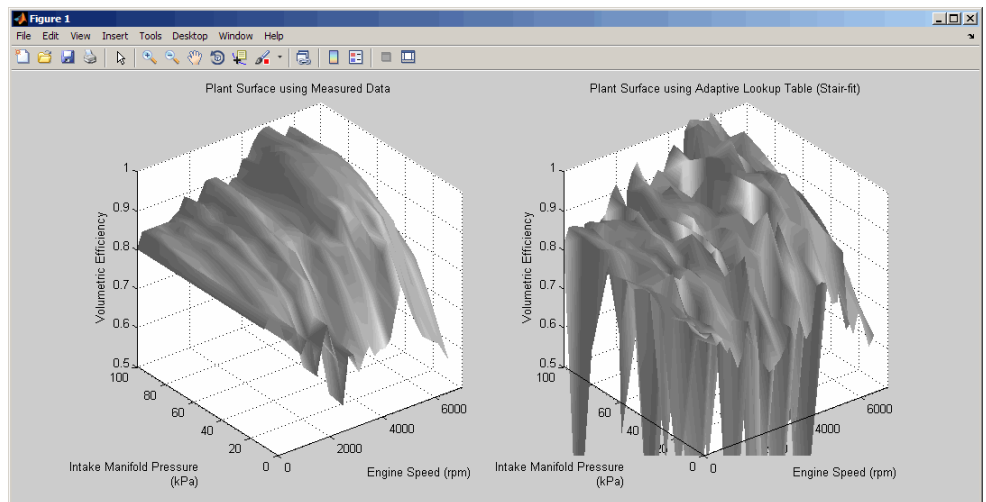 Figure 1
File Edit View Insert Tools Desktop Window Help
Plant Surface using Measured Data
1
0.9
0.8
0.7
0.6
0.5
Volumetric Efficiency
100
80
60
40
20
0
Intake Manifold Pressure
(kPa)
0
2000
4000
6000
Engine Speed (rpm)
Plant Surface using Adaptive Lookup Table (Stair-fit)
1
0.9
0.8
0.7
0.6
0.5
Volumetric Efficiency
100
60
40
0
Intake Manifold Pressure
(kPa)
0
4000
6000
Engine Speed (rpm)